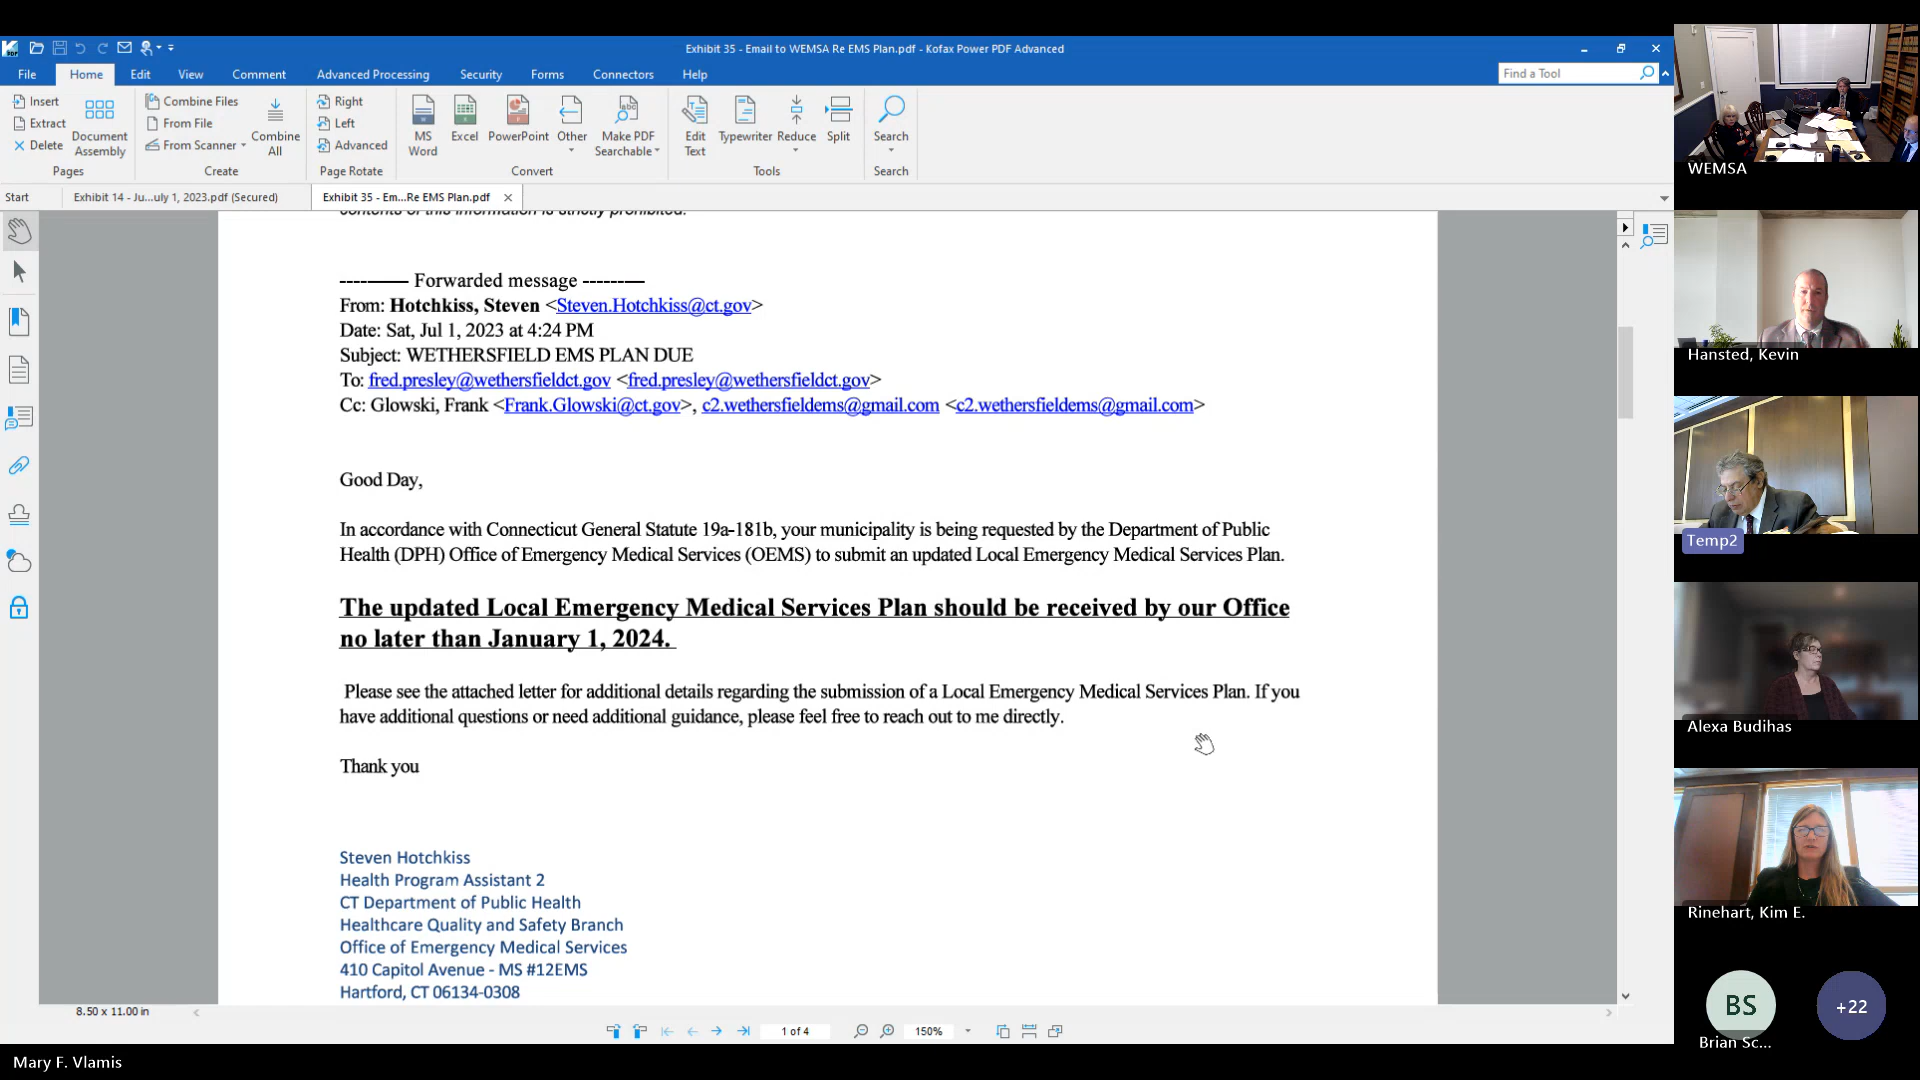 Exhibit 35 - Email to WEMSA Re EMS Plan.pdf - Kofax Power PDF Advanced
File Home Edit View Comment Advanced Processing Security Forms Connectors Help
Find a Tool
Insert
Extract
Delete
Document Assembly
Pages
Combine Files
From File
From Scanner
Combine All
Create
Right
Left
Advanced
Page Rotate
MS Word
Excel
PowerPoint
Other
Make PDF Searchable
Convert
Edit Text
Typewriter
Reduce
Split
Tools
Search
Search
Start
Exhibit 14 - Ju...uly 1, 2023.pdf (Secured)
Exhibit 35 - Em...Re EMS Plan.pdf
contents of this information is strictly prohibited.
---------- Forwarded message ---------
From: Hotchkiss, Steven <Steven.Hotchkiss@ct.gov>
Date: Sat, Jul 1, 2023 at 4:24 PM
Subject: WETHERSFIELD EMS PLAN DUE
To: fred.presley@wethersfieldct.gov <fred.presley@wethersfieldct.gov>
Cc: Glowski, Frank <Frank.Glowski@ct.gov>, c2.wethersfieldems@gmail.com <c2.wethersfieldems@gmail.com>
Good Day,
In accordance with Connecticut General Statute 19a-181b, your municipality is being requested by the Department of Public
Health (DPH) Office of Emergency Medical Services (OEMS) to submit an updated Local Emergency Medical Services Plan.
The updated Local Emergency Medical Services Plan should be received by our Office
no later than January 1, 2024.
Please see the attached letter for additional details regarding the submission of a Local Emergency Medical Services Plan. If you
have additional questions or need additional guidance, please feel free to reach out to me directly.
Thank you
Steven Hotchkiss
Health Program Assistant 2
CT Department of Public Health
Healthcare Quality and Safety Branch
Office of Emergency Medical Services
410 Capitol Avenue - MS #12EMS
Hartford, CT 06134-0308
8.50 x 11.00 in
1 of 4
150%
Mary F. Vlamis
WEMSA
Hansted, Kevin
Temp2
Alexa Budihas
Rinehart, Kim E.
BS
+22
Brian Sc...